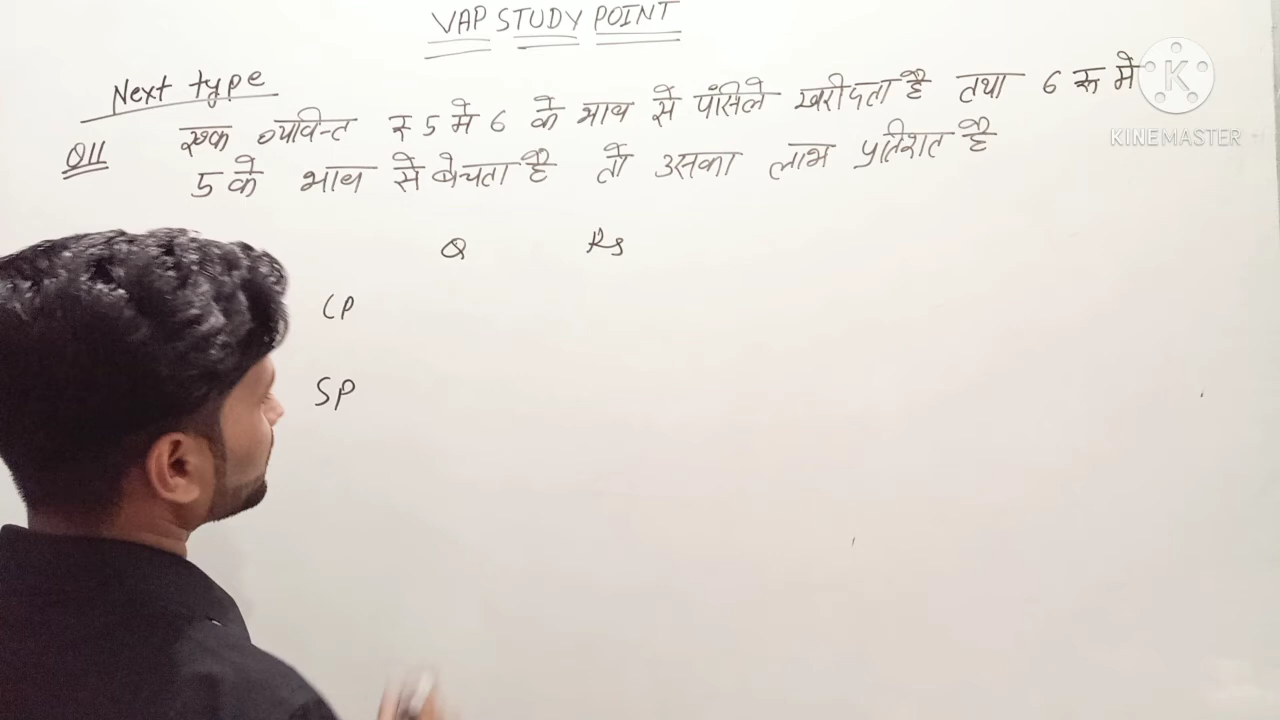 VAP STUDY POINT
Next type
Q11 एक व्यक्ति ₹ 5 मे 6 के भाव से पेंसिले खरीदता है तथा 6 रू मे
5 के भाव से बेचता है तो उसका लाभ प्रतिशत है
Q Rs
CP
SP
K
KINEMASTER